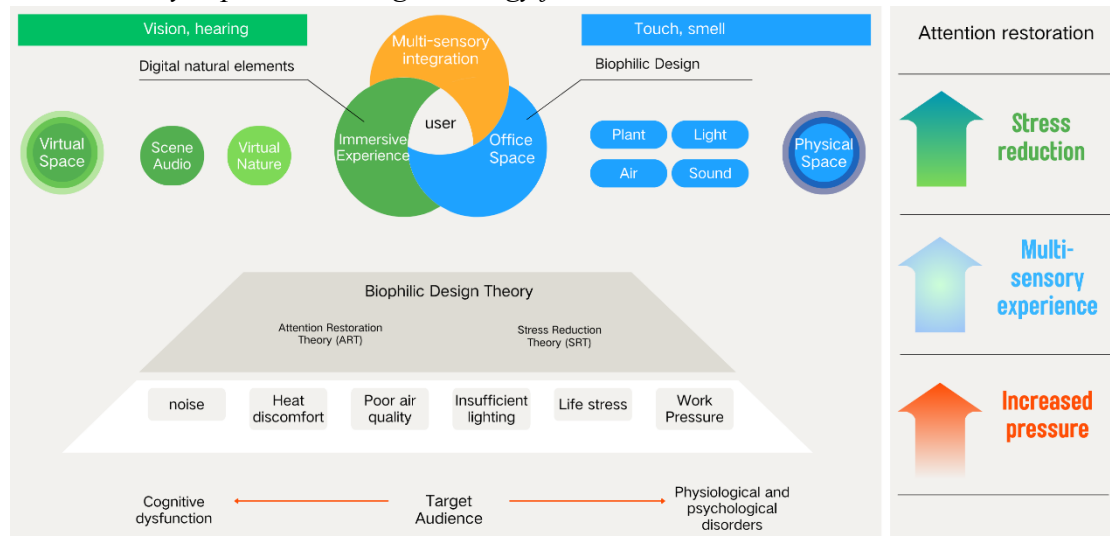 Vision, hearing
Touch, smell
Attention restoration
Multi-sensory
integration
Digital natural elements
Biophilic Design
user
Immersive
Experience
Office
Space
Virtual
Space
Scene
Audio
Virtual
Nature
Plant
Light
Air
Sound
Physical
Space
Stress
reduction
Biophilic Design Theory
Attention Restoration
Theory (ART)
Stress Reduction
Theory (SRT)
Multi-
sensory
experience
noise
Heat
discomfort
Poor air
quality
Insufficient
lighting
Life stress
Work
Pressure
Increased
pressure
Cognitive
dysfunction
Target
Audience
Physiological and
psychological
disorders